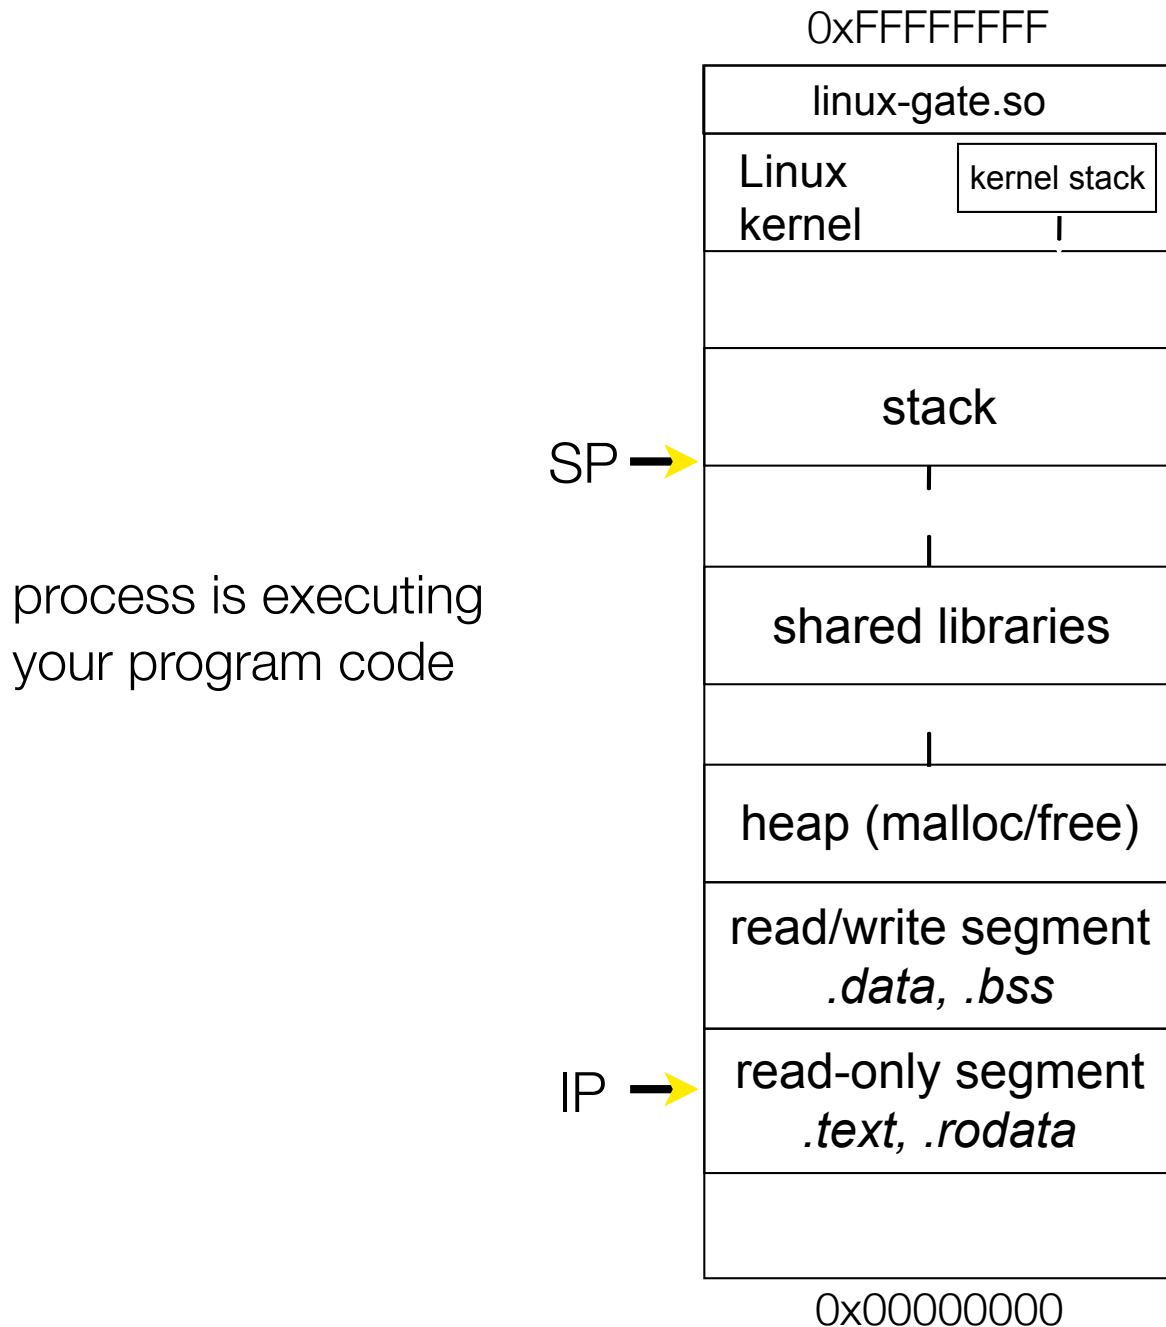 0xFFFFFFFF
linux-gate.so
Linux
kernel
kernel stack
stack
SP
process is executing
your program code
shared libraries
heap (malloc/free)
read/write segment
.data, .bss
IP
read-only segment
.text, .rodata
0x00000000